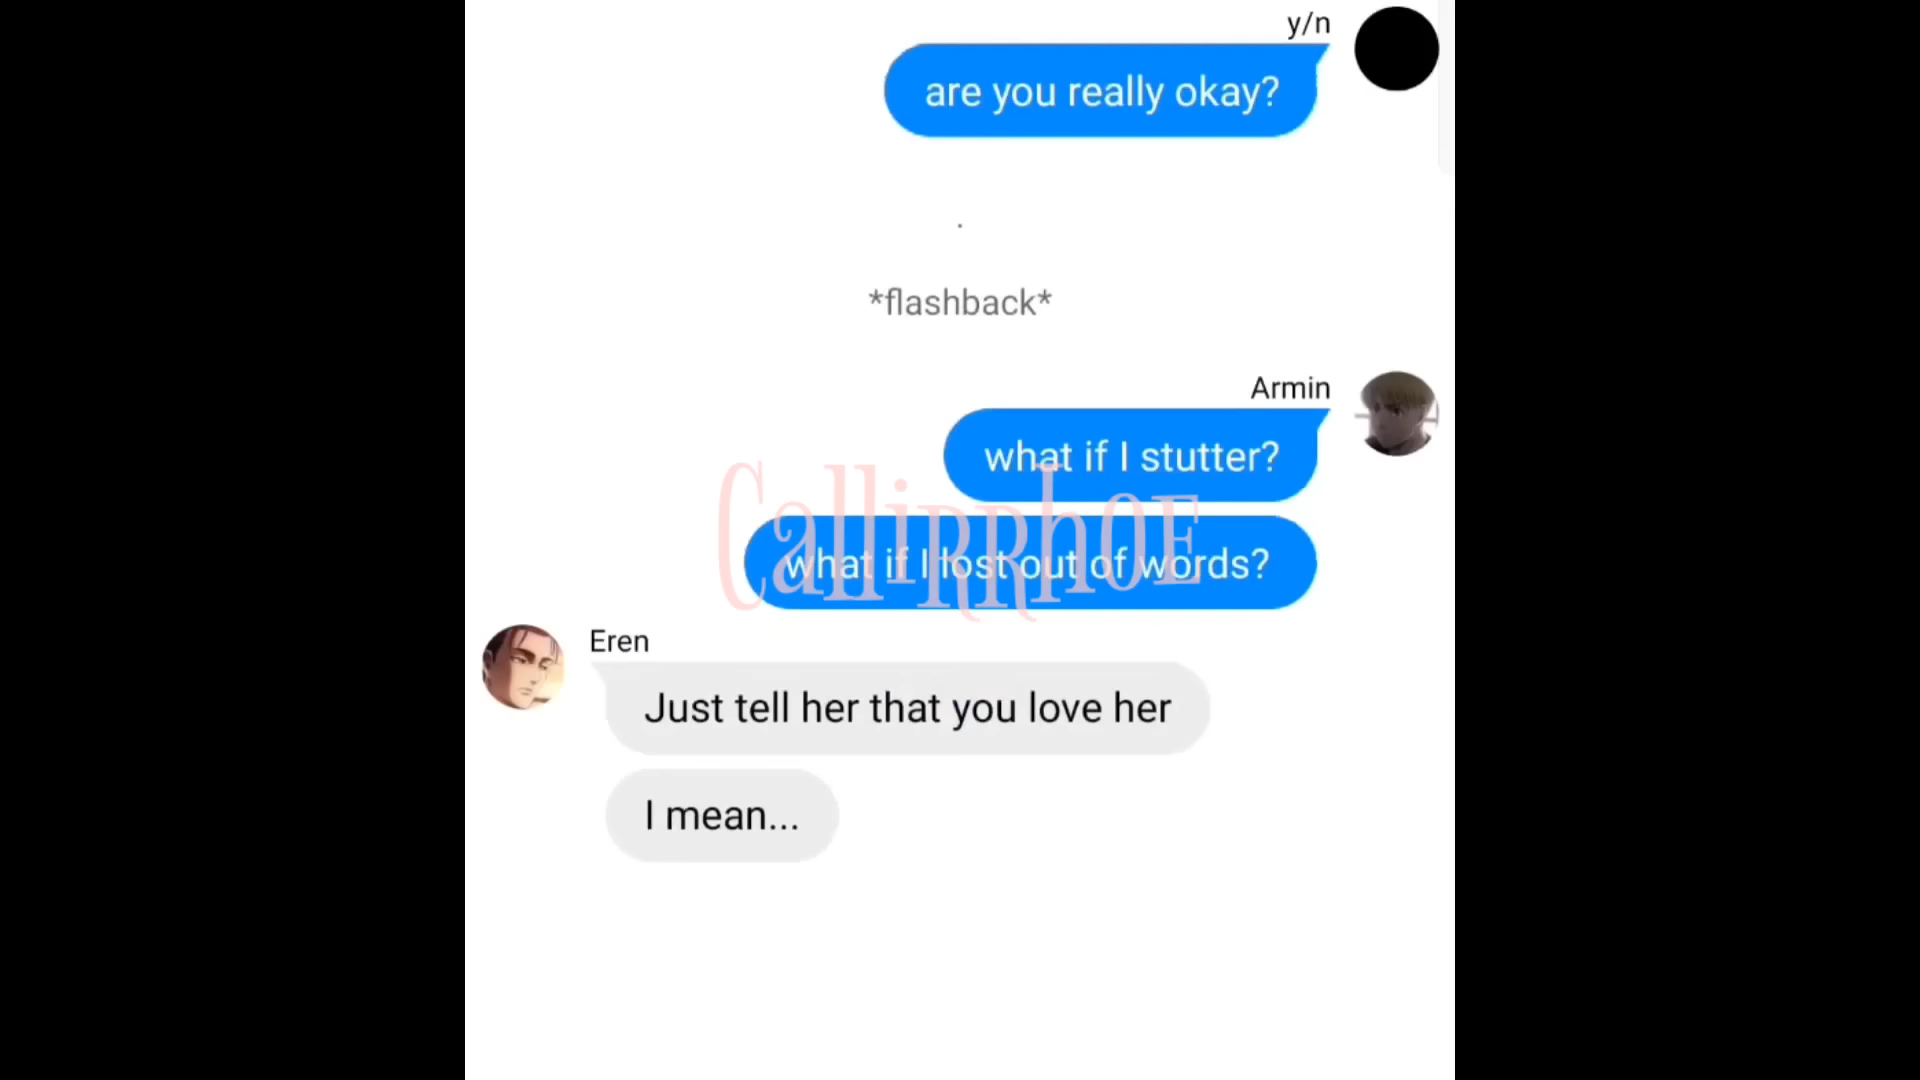 y/n
are you really okay?
.
*flashback*
Armin
what if I stutter?
CalliRRhOE
what if I lost out of words?
Eren
Just tell her that you love her
I mean...